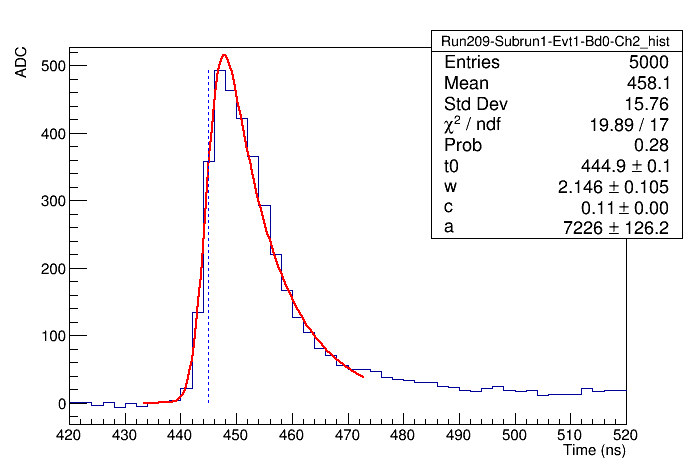 Run209-Subrun1-Evt1-Bd0-Ch2_hist
Entries 5000
Mean 458.1
Std Dev 15.76
χ² / ndf 19.89 / 17
Prob 0.28
t0 444.9 ± 0.1
w 2.146 ± 0.105
c 0.11 ± 0.00
a 7226 ± 126.2
ADC
500
400
300
200
100
0
420 430 440 450 460 470 480 490 500 510 520
Time (ns)